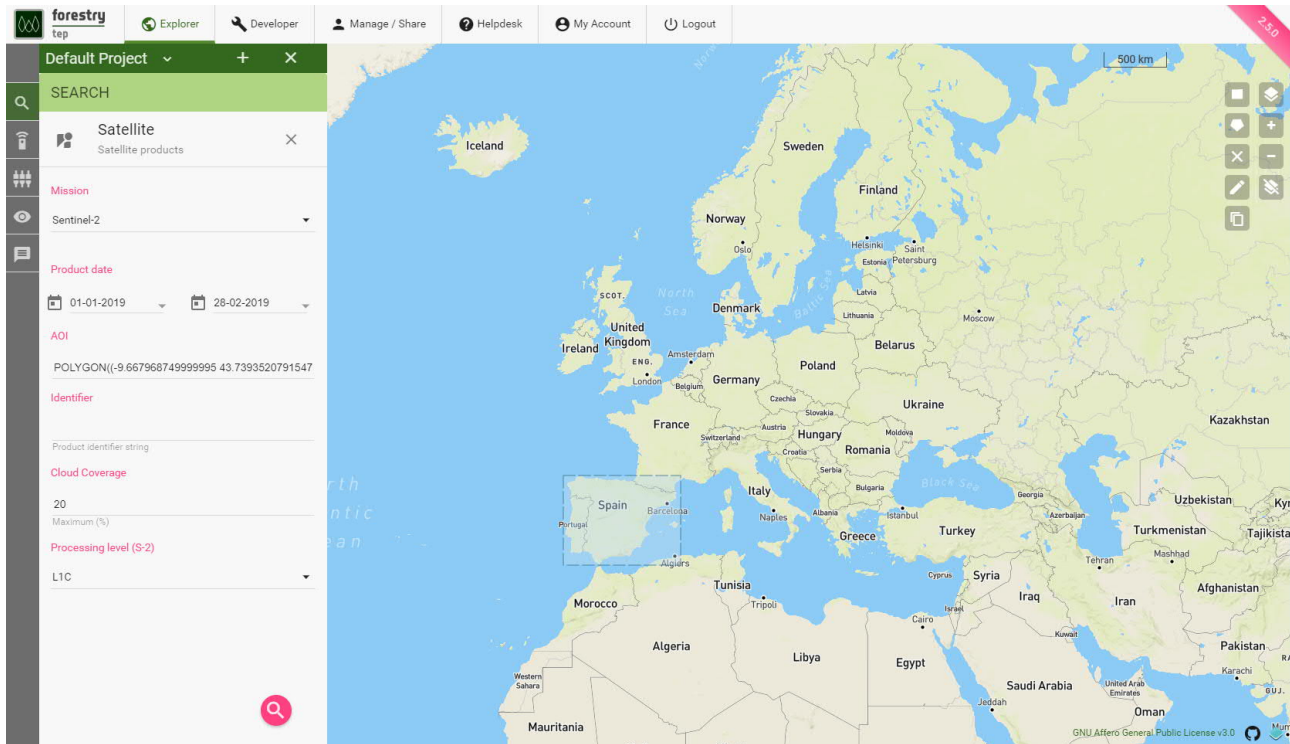 forestry
tep
Explorer
Developer
Manage / Share
Helpdesk
My Account
Logout
2.5.0
Default Project
SEARCH
Satellite
Satellite products
Mission
Sentinel-2
Product date
01-01-2019
28-02-2019
AOI
POLYGON((-9.667968749999995 43.7393520791547
Identifier
Product identifier string
Cloud Coverage
20
Maximum (%)
Processing level (S-2)
L1C
500 km
Iceland
Sweden
Finland
Norway
Oslo
Helsinki
Saint
Petersburg
Estonia
Latvia
Lithuania
Moscow
SCOT.
North
Sea
Baltic Sea
Denmark
United
Kingdom
Ireland
ENG.
London
Amsterdam
Belgium
Germany
Poland
Belarus
Czechia
Slovakia
Ukraine
Kazakhstan
France
Switzerland
Austria
Hungary
Moldova
Croatia
Romania
Serbia
Bulgaria
Black Sea
Georgia
Uzbekistan
Kyr
rth
ntic
ean
Portugal
Spain
Barcelona
Italy
Naples
Albania
Istanbul
Azerbaijan
Greece
Turkey
Turkmenistan
Tajikista
Mashhad
Algiers
Tehran
Cyprus
Syria
Afghanistan
Tunisia
Tripoli
Morocco
Israel
Iraq
Iran
Cairo
Kuwait
Pakistan
Karachi
Algeria
Libya
Egypt
Western
Sahara
Saudi Arabia
United Arab
Emirates
GUJ.
Jeddah
Oman
Mauritania
Mum
GNU Affero General Public License v3.0